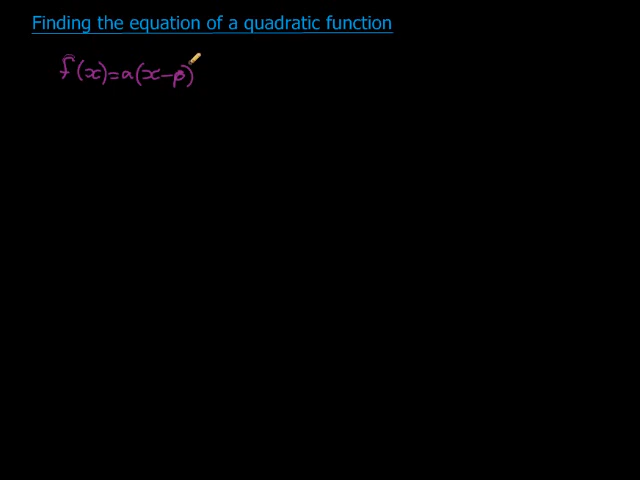 Finding the equation of a quadratic function
f(x)=a(x-p)